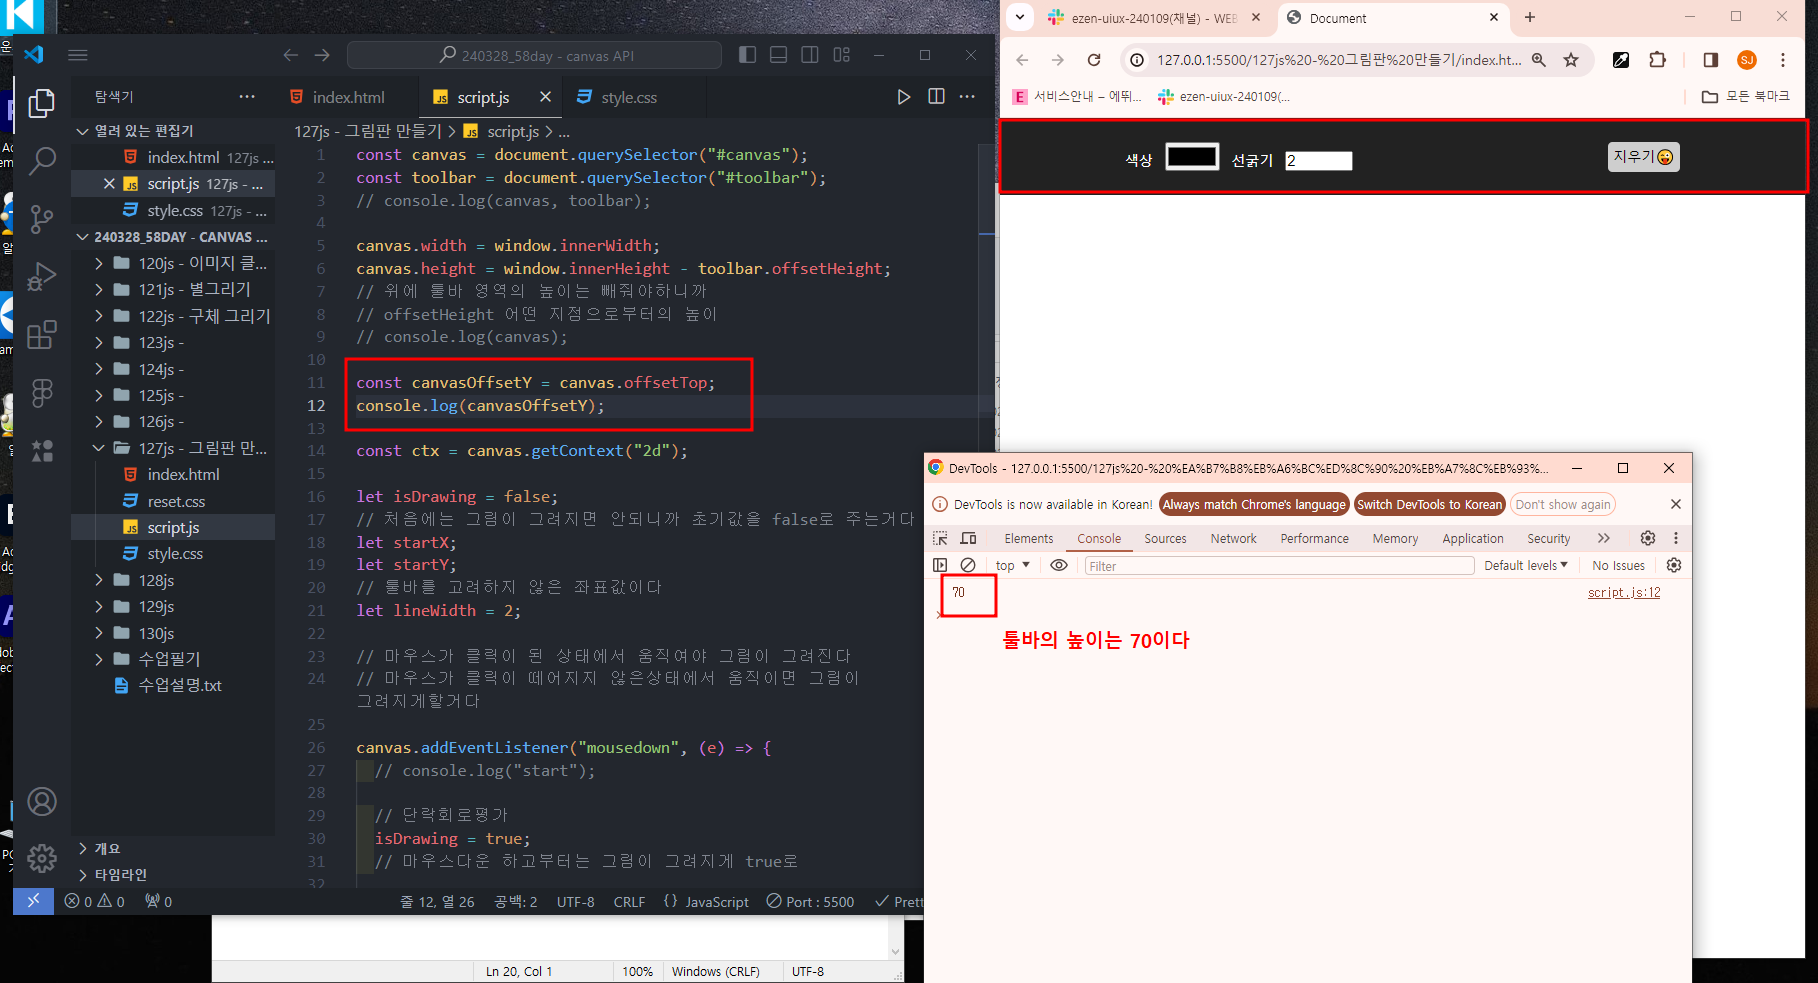 240328_58day - canvas API
탐색기
index.html
script.js
style.css
열려 있는 편집기
index.html 127js ...
script.js 127js - ...
style.css 127js - ...
240328_58DAY - CANVAS ...
120js - 이미지 클...
121js - 별그리기
122js - 구체 그리기
123js -
124js -
125js -
126js -
127js - 그림판 만...
index.html
reset.css
script.js
style.css
128js
129js
130js
수업필기
수업설명.txt
개요
타임라인
127js - 그림판 만들기 > script.js > ...
1 const canvas = document.querySelector("#canvas");
2 const toolbar = document.querySelector("#toolbar");
3 // console.log(canvas, toolbar);
4
5 canvas.width = window.innerWidth;
6 canvas.height = window.innerHeight - toolbar.offsetHeight;
7 // 위에 툴바 영역의 높이는 빼줘야하니까
8 // offsetHeight 어떤 지점으로부터의 높이
9 // console.log(canvas);
10
11 const canvasOffsetY = canvas.offsetTop;
12 console.log(canvasOffsetY);
13
14 const ctx = canvas.getContext("2d");
15
16 let isDrawing = false;
17 // 처음에는 그림이 그려지면 안되니까 초기값을 false로 주는거다
18 let startX;
19 let startY;
20 // 툴바를 고려하지 않은 좌표값이다
21 let lineWidth = 2;
22
23 // 마우스가 클릭이 된 상태에서 움직여야 그림이 그려진다
24 // 마우스가 클릭이 떼어지지 않은상태에서 움직이면 그림이
그려지게할거다
25
26 canvas.addEventListener("mousedown", (e) => {
27 // console.log("start");
28
29 // 단락회로평가
30 isDrawing = true;
31 // 마우스다운 하고부터는 그림이 그려지게 true로
32
0 0 0 줄 12, 열 26 공백: 2 UTF-8 CRLF {} JavaScript Port : 5500 Prett
Ln 20, Col 1 100% Windows (CRLF) UTF-8
ezen-uiux-240109(채널) - WEB
Document
127.0.0.1:5500/127js%20-%20그림판%20만들기/index.ht...
SJ
서비스안내 – 에뛰...
ezen-uiux-240109(...
모든 북마크
색상 선굵기 2 지우기😜
DevTools - 127.0.0.1:5500/127js%20-%20%EA%B7%B8%EB%A6%BC%ED%8C%90%20%EB%A7%8C%EB%93%...
DevTools is now available in Korean! Always match Chrome's language Switch DevTools to Korean Don't show again
Elements Console Sources Network Performance Memory Application Security
top Filter Default levels No Issues
70 script.js:12
툴바의 높이는 70이다